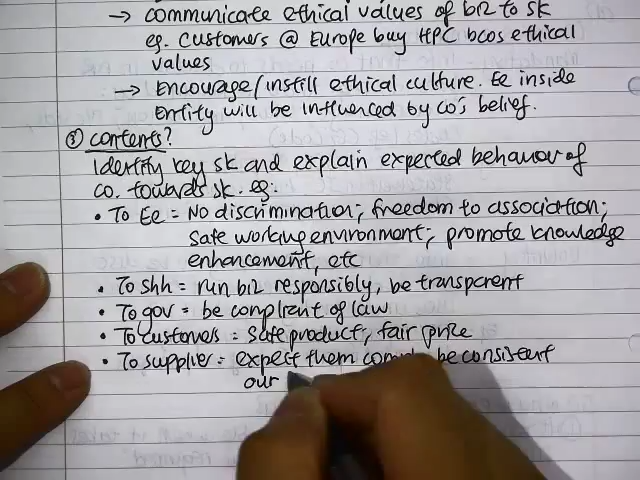 → communicate ethical values of biz to sk
eg. customers @ Europe buy HPC bcos ethical
values
→ Encourage/instill ethical culture. Ee inside
Entity will be influenced by co's belief.
③ contents?
Identify key sk and explain expected behavior of
co. towards sk. eg:
• To Ee = No discrimination; freedom to association;
safe working environment; promote knowledge
enhancement, etc
• To shh = run biz responsibly, be transparent
• To gov = be compliant of law
• To customers = safe product, fair price
• To supplier = expect them be consistent
our